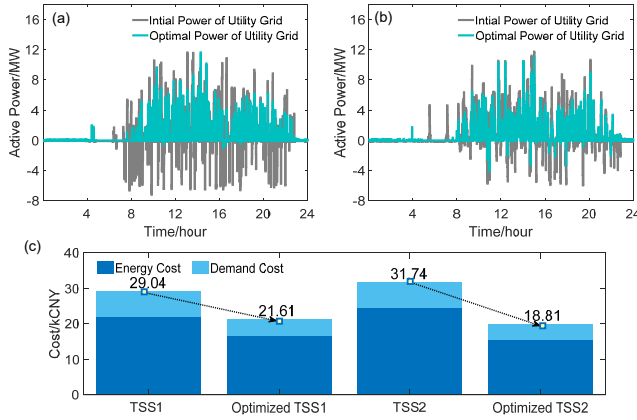 (a)
Intial Power of Utility Grid
Optimal Power of Utility Grid
Active Power/MW
16
12
8
4
0
-4
-8
4
8
12
16
20
24
Time/hour
(b)
Intial Power of Utility Grid
Optimal Power of Utility Grid
Active Power/MW
16
12
8
4
0
-4
-8
4
8
12
16
20
24
Time/hour
(c)
Energy Cost
Demand Cost
Cost/kCNY
40
30
20
10
0
29.04
21.61
31.74
18.81
TSS1
Optimized TSS1
TSS2
Optimized TSS2